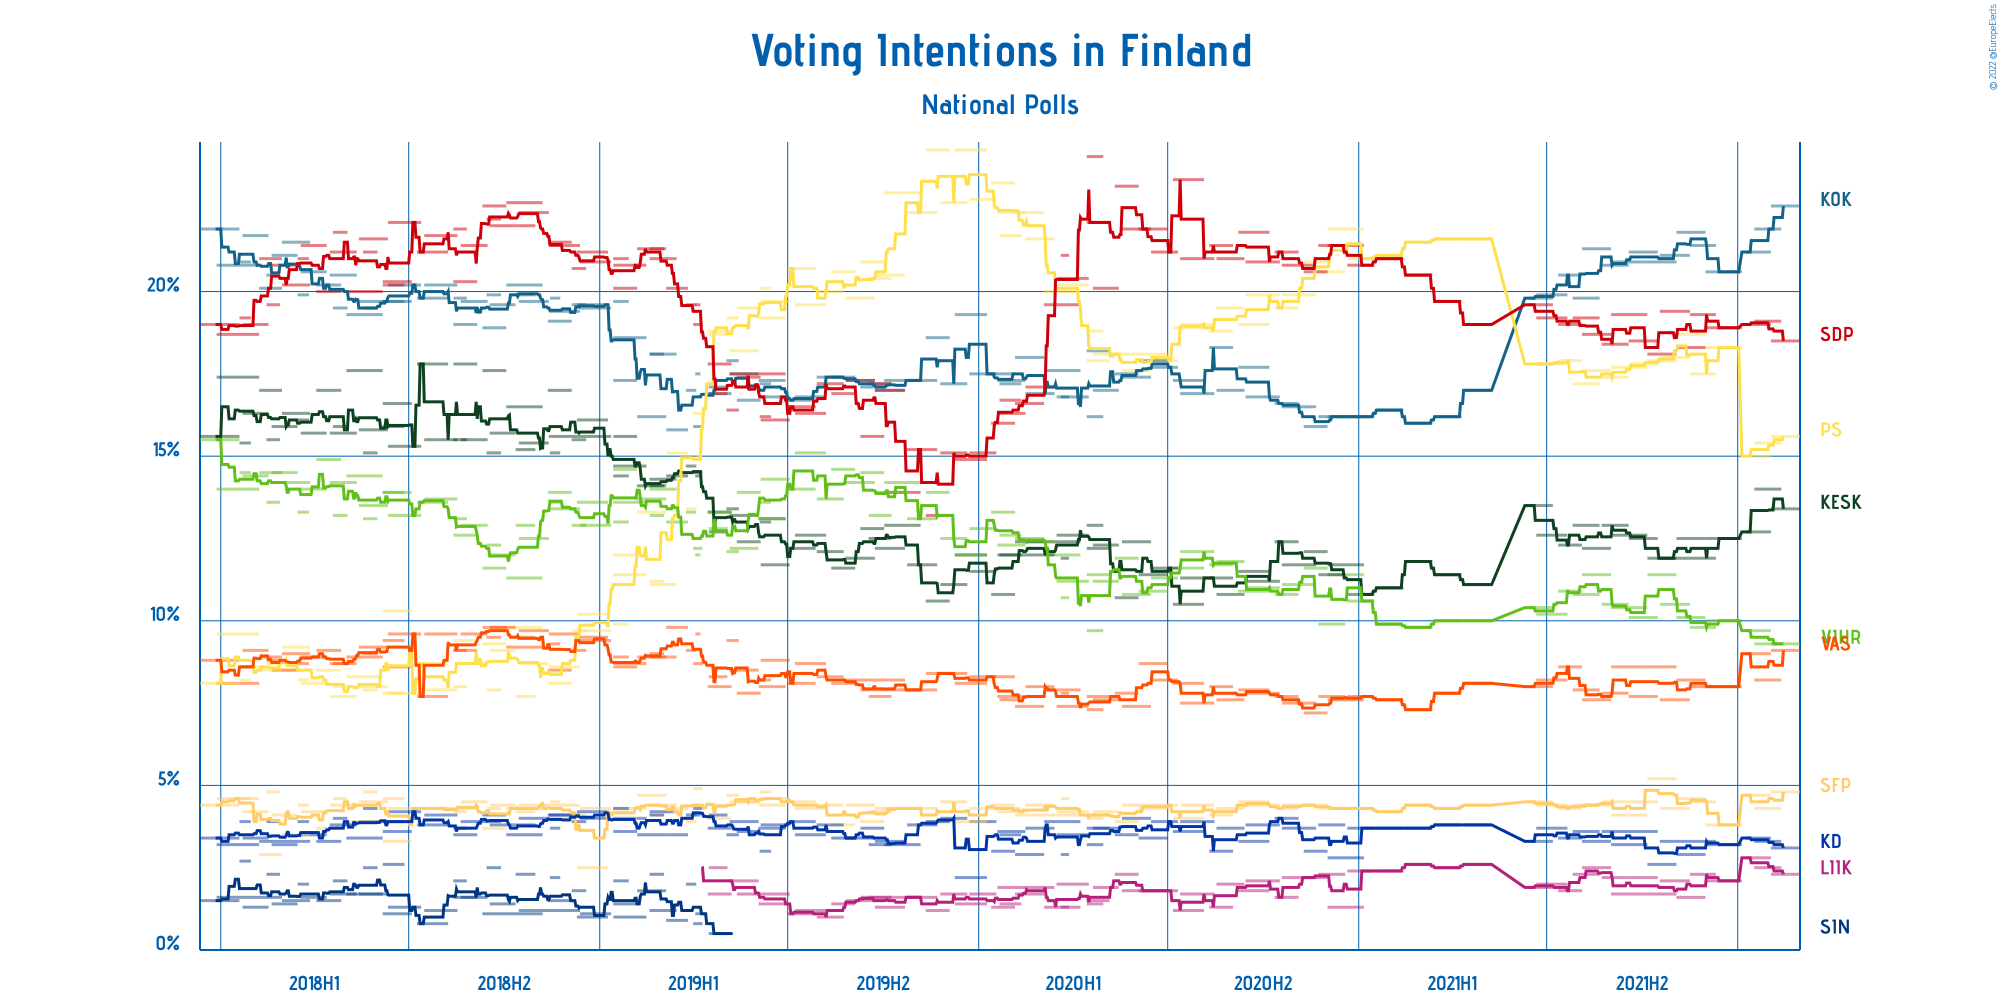 © 2022 @EuropeElects
Voting Intentions in Finland
National Polls
20%
15%
10%
5%
0%
KOK
SDP
PS
KESK
VIHR
VAS
SFP
KD
LIIK
SIN
2018H1 2018H2 2019H1 2019H2 2020H1 2020H2 2021H1 2021H2